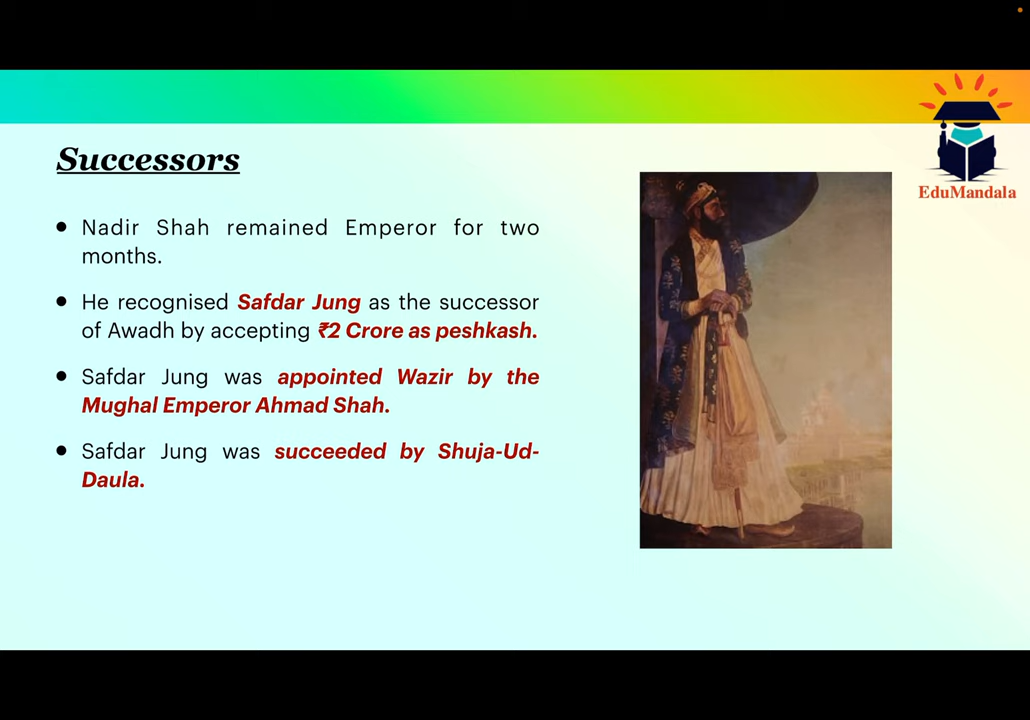 EduMandala
Successors
• Nadir Shah remained Emperor for two
months.
• He recognised Safdar Jung as the successor
of Awadh by accepting ₹2 Crore as peshkash.
• Safdar Jung was appointed Wazir by the
Mughal Emperor Ahmad Shah.
• Safdar Jung was succeeded by Shuja-Ud-
Daula.